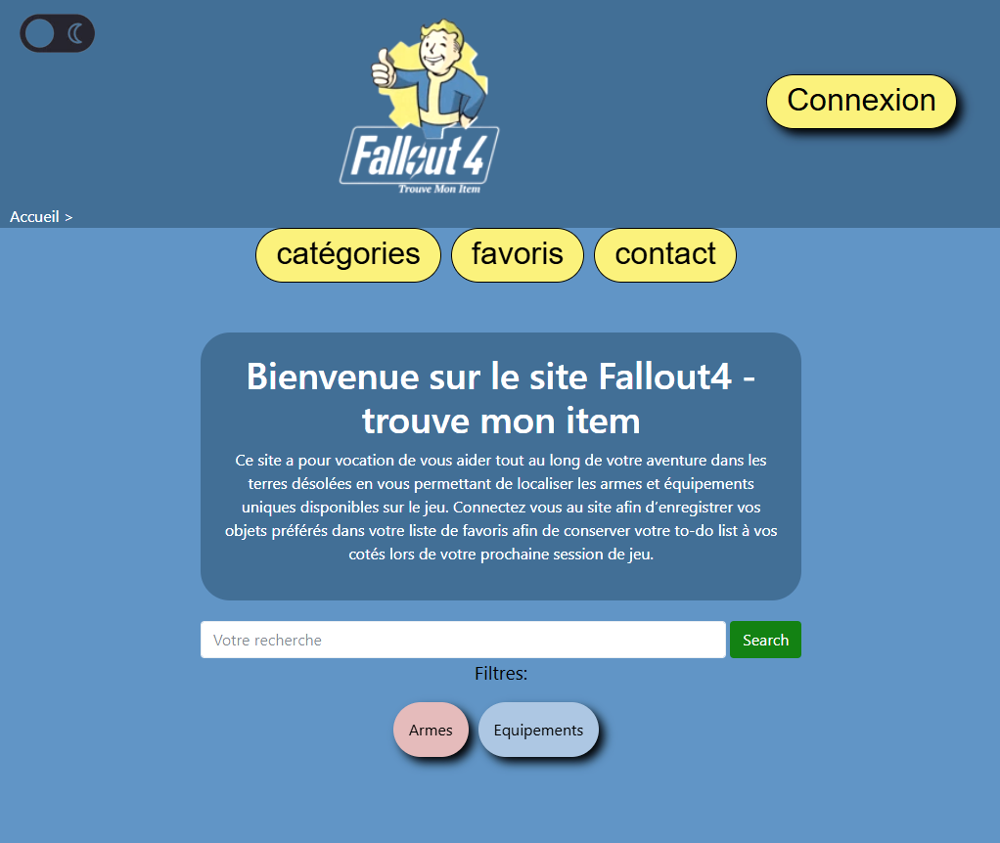 Fallout 4
Trouve Mon Item
Connexion
Accueil >
catégories favoris contact
Bienvenue sur le site Fallout4 -
trouve mon item
Ce site a pour vocation de vous aider tout au long de votre aventure dans les
terres désolées en vous permettant de localiser les armes et équipements
uniques disponibles sur le jeu. Connectez vous au site afin d'enregistrer vos
objets préférés dans votre liste de favoris afin de conserver votre to-do list à vos
cotés lors de votre prochaine session de jeu.
Votre recherche Search
Filtres:
Armes Equipements